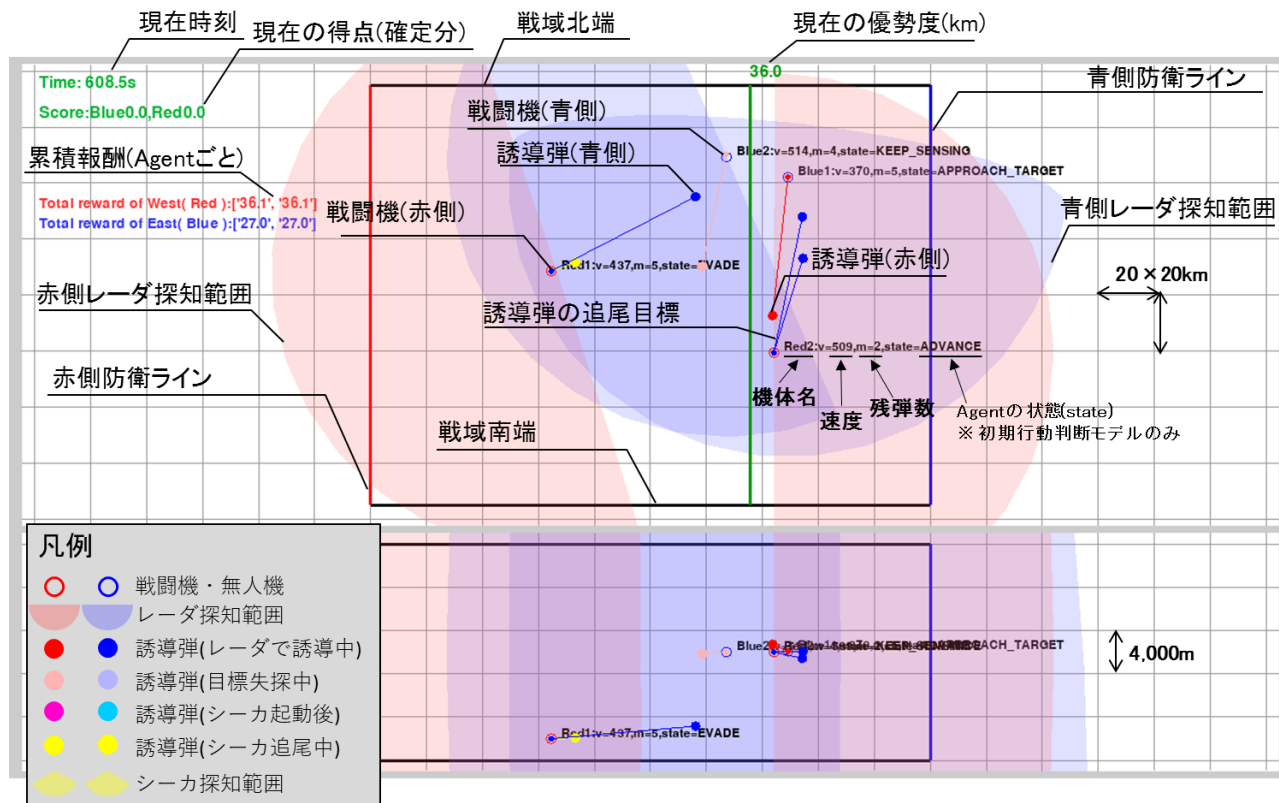 現在時刻
現在の得点(確定分)
戦域北端
現在の優勢度(km)
36.0
青側防衛ライン
Time: 608.5s
Score:Blue0.0,Red0.0
戦闘機(青側)
Blue2:v=514,m=4,state=KEEP_SENSING
累積報酬(Agentごと)
誘導弾(青側)
Blue1:v=370,m=5,state=APPROACH_TARGET
Total reward of West( Red ):['36.1', '36.1']
Total reward of East( Blue ):['27.0', '27.0']
戦闘機(赤側)
青側レーダ探知範囲
Red1:v=437,m=5,state=EVADE
誘導弾(赤側)
赤側レーダ探知範囲
20×20km
誘導弾の追尾目標
Red2:v=509,m=2,state=ADVANCE
赤側防衛ライン
機体名
速度
残弾数
Agentの状態(state)
※初期行動判断モデルのみ
戦域南端
凡例
戦闘機・無人機
レーダ探知範囲
誘導弾(レーダで誘導中)
誘導弾(目標失探中)
誘導弾(シーカ起動後)
誘導弾(シーカ追尾中)
シーカ探知範囲
Blue2
APPROACH_TARGET
4,000m
Red1:v=437,m=5,state=EVADE